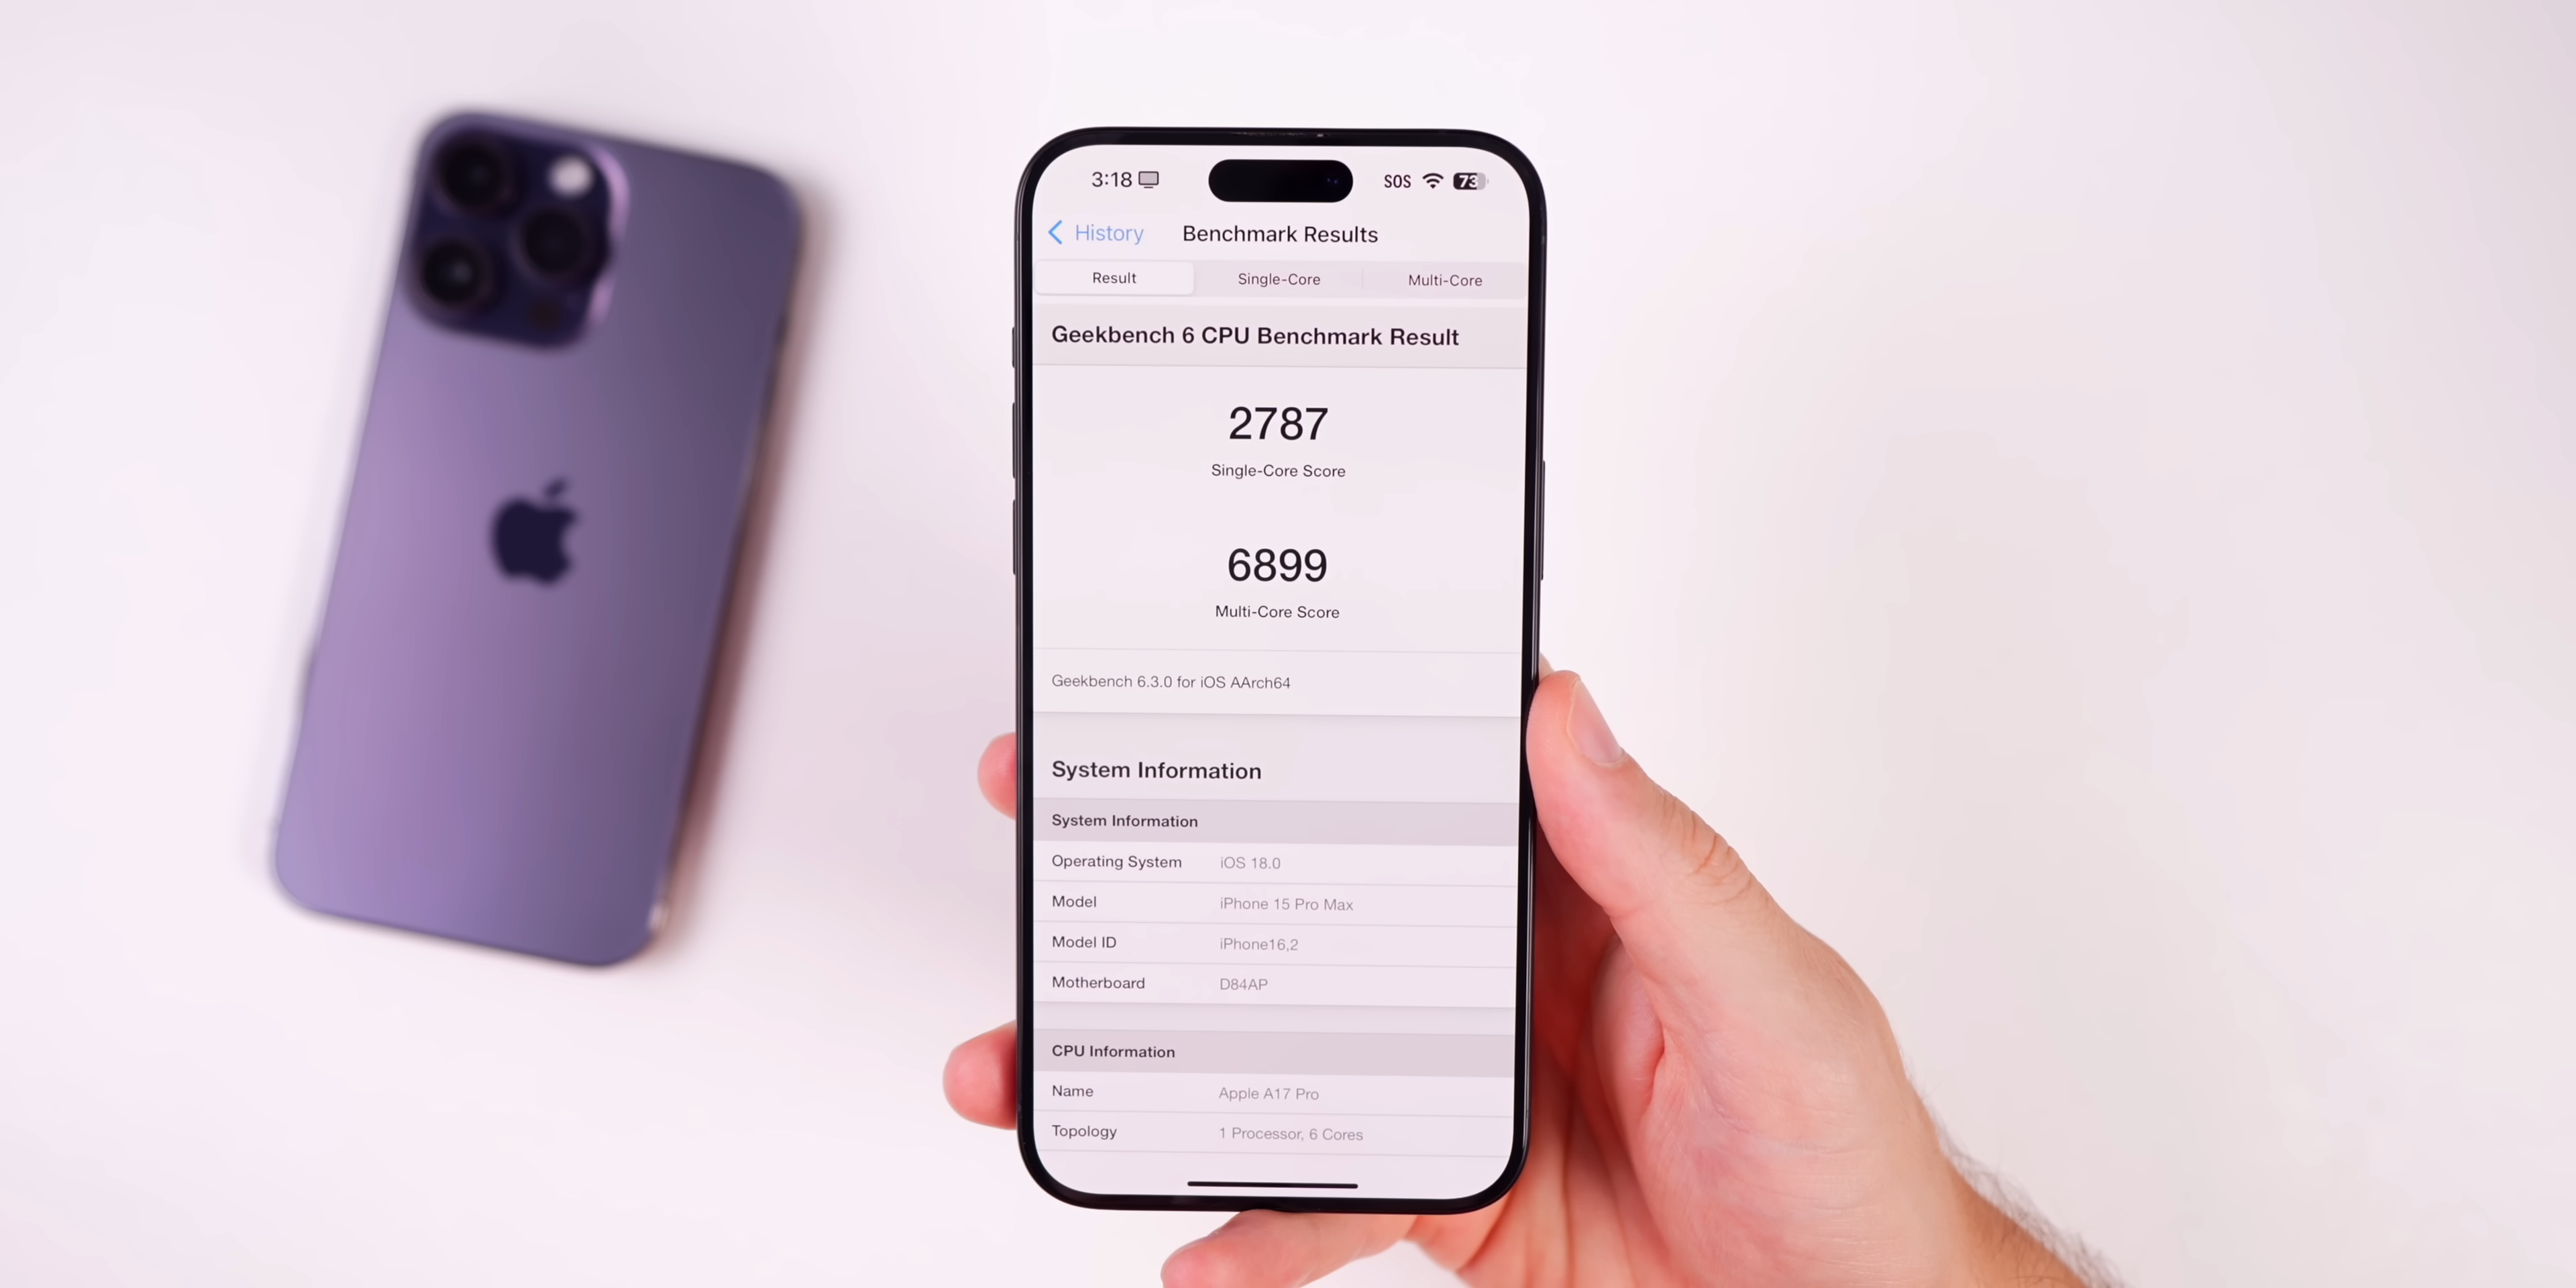 3:18 SOS 73
History Benchmark Results
Result Single-Core Multi-Core
Geekbench 6 CPU Benchmark Result
2787
Single-Core Score
6899
Multi-Core Score
Geekbench 6.3.0 for iOS AArch64
System Information
System Information
Operating System iOS 18.0
Model iPhone 15 Pro Max
Model ID iPhone16,2
Motherboard D84AP
CPU Information
Name Apple A17 Pro
Topology 1 Processor, 6 Cores